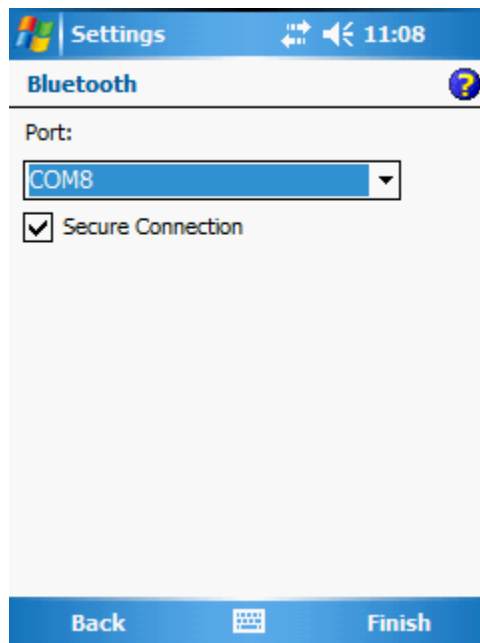 Settings 11:08
Bluetooth ?
Port:
COM8
Secure Connection
Back Finish